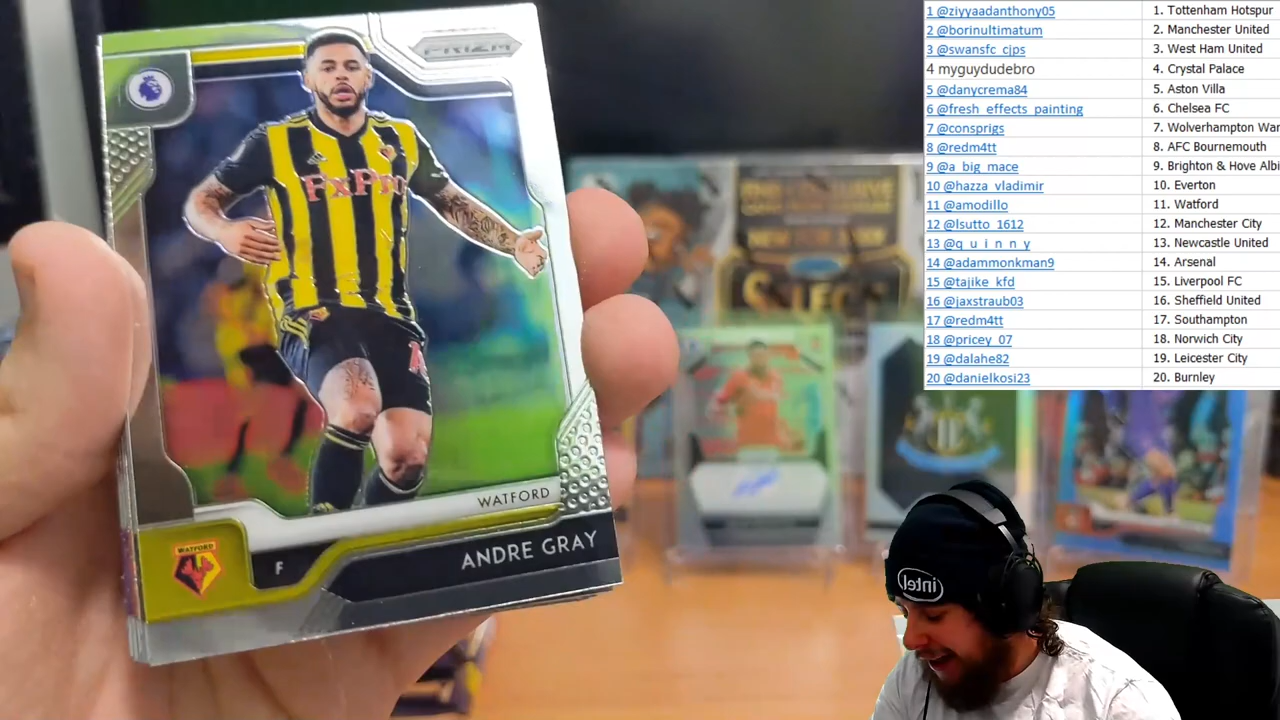 PRIZM
FxPro
WATFORD
ANDRE GRAY
WATFORD
F
SELECT
intel
1 @ziyyaadanthony05 1. Tottenham Hotspur
2 @borinultimatum 2. Manchester United
3 @swansfc_cjps 3. West Ham United
4 myguydudebro 4. Crystal Palace
5 @danycrema84 5. Aston Villa
6 @fresh_effects_painting 6. Chelsea FC
7 @consprigs 7. Wolverhampton Wan
8 @redm4tt 8. AFC Bournemouth
9 @a_big_mace 9. Brighton & Hove Albi
10 @hazza_vladimir 10. Everton
11 @amodillo 11. Watford
12 @lsutto_1612 12. Manchester City
13 @q_u_i_n_n_y 13. Newcastle United
14 @adammonkman9 14. Arsenal
15 @tajike_kfd 15. Liverpool FC
16 @jaxstraub03 16. Sheffield United
17 @redm4tt 17. Southampton
18 @pricey_07 18. Norwich City
19 @dalahe82 19. Leicester City
20 @danielkosi23 20. Burnley